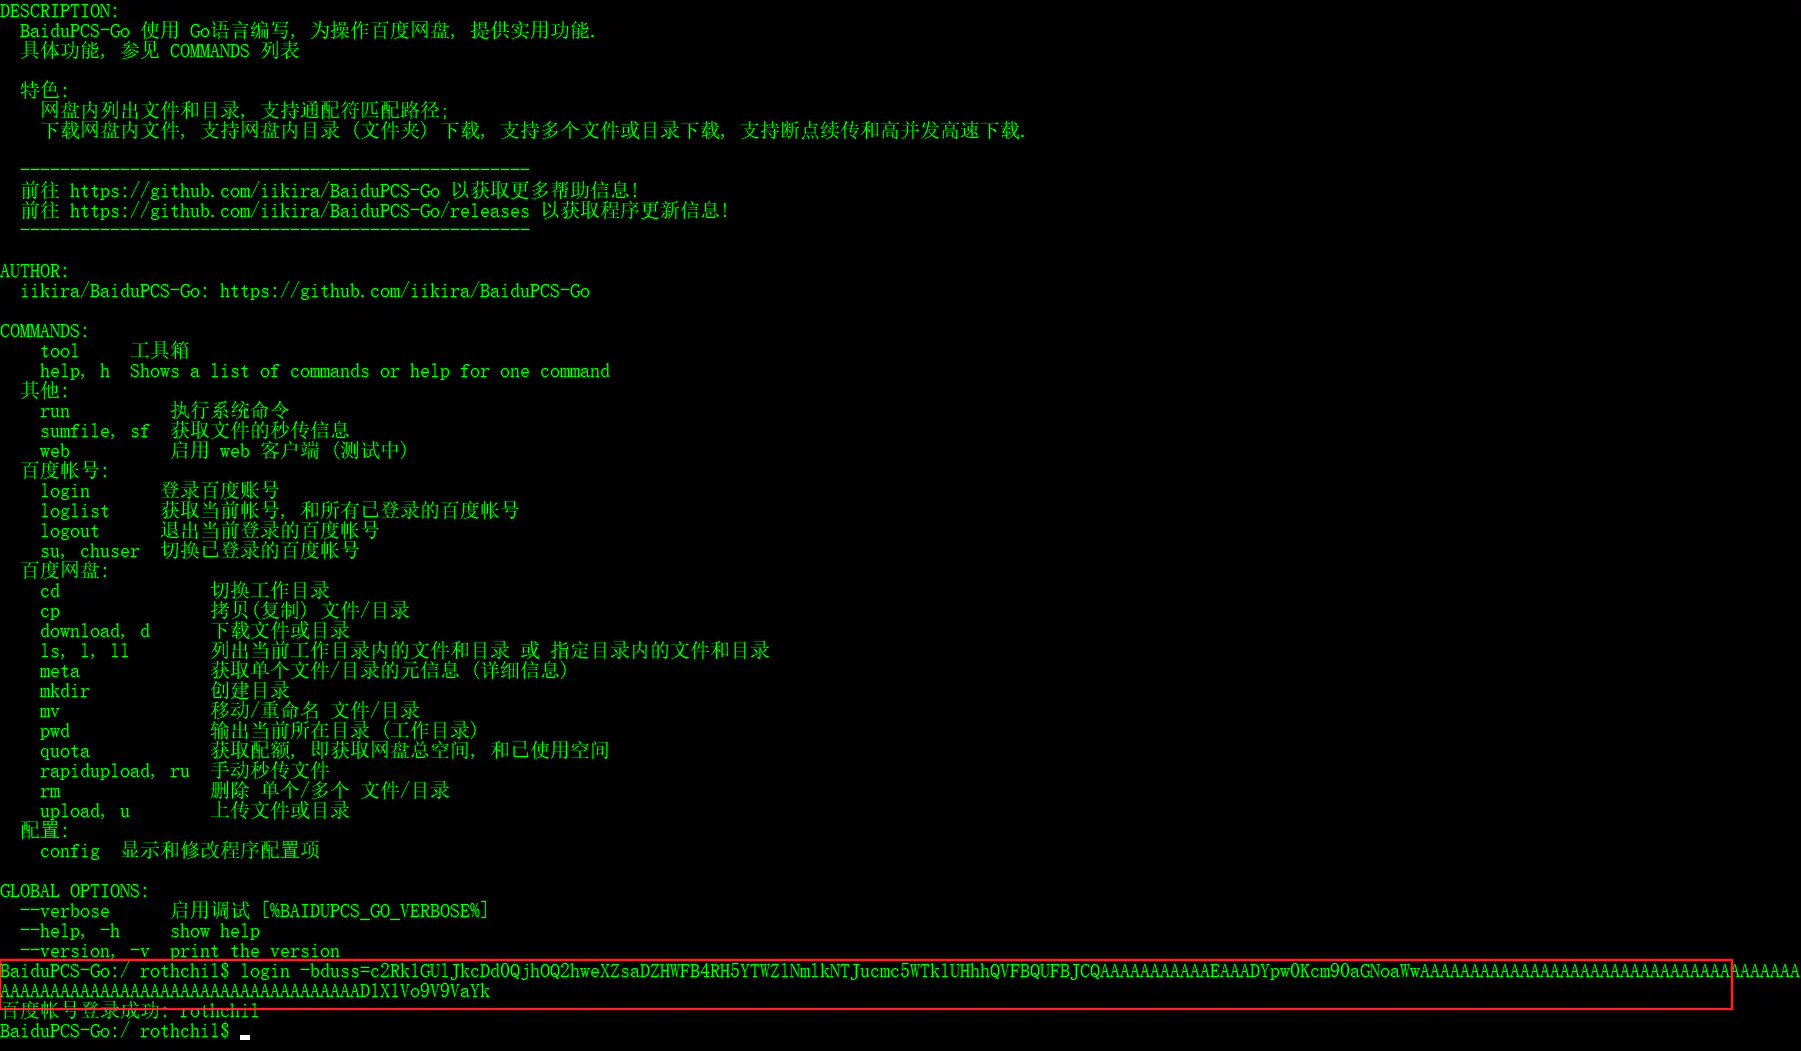 DESCRIPTION:
BaiduPCS-Go 使用 Go语言编写, 为操作百度网盘, 提供实用功能.
具体功能, 参见 COMMANDS 列表
特色:
网盘内列出文件和目录, 支持通配符匹配路径;
下载网盘内文件, 支持网盘内目录 (文件夹) 下载, 支持多个文件或目录下载, 支持断点续传和高并发高速下载.
---------------------------------------------------
前往 https://github.com/iikira/BaiduPCS-Go 以获取更多帮助信息!
前往 https://github.com/iikira/BaiduPCS-Go/releases 以获取程序更新信息!
---------------------------------------------------
AUTHOR:
iikira/BaiduPCS-Go: https://github.com/iikira/BaiduPCS-Go
COMMANDS:
tool 工具箱
help, h Shows a list of commands or help for one command
其他:
run 执行系统命令
sumfile, sf 获取文件的秒传信息
web 启用 web 客户端 (测试中)
百度帐号:
login 登录百度账号
loglist 获取当前帐号, 和所有已登录的百度帐号
logout 退出当前登录的百度帐号
su, chuser 切换已登录的百度帐号
百度网盘:
cd 切换工作目录
cp 拷贝(复制) 文件/目录
download, d 下载文件或目录
ls, l, ll 列出当前工作目录内的文件和目录 或 指定目录内的文件和目录
meta 获取单个文件/目录的元信息 (详细信息)
mkdir 创建目录
mv 移动/重命名 文件/目录
pwd 输出当前所在目录 (工作目录)
quota 获取配额, 即获取网盘总空间, 和已使用空间
rapidupload, ru 手动秒传文件
rm 删除 单个/多个 文件/目录
upload, u 上传文件或目录
配置:
config 显示和修改程序配置项
GLOBAL OPTIONS:
--verbose 启用调试 [%BAIDUPCS_GO_VERBOSE%]
--help, -h show help
--version, -v print the version
BaiduPCS-Go:/ rothchil$ login
百度帐号登录成功: rothchil
BaiduPCS-Go:/ rothchil$